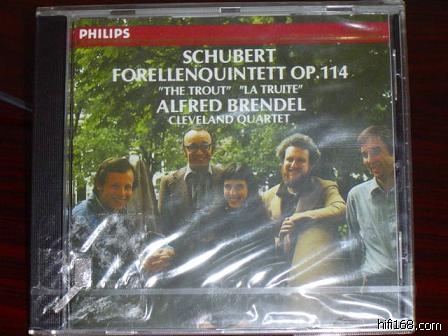 PHILIPS
SCHUBERT
FORELLENQUINTETT OP.114
"THE TROUT" "LA TRUITE"
ALFRED BRENDEL
CLEVELAND QUARTET
hifi168.com